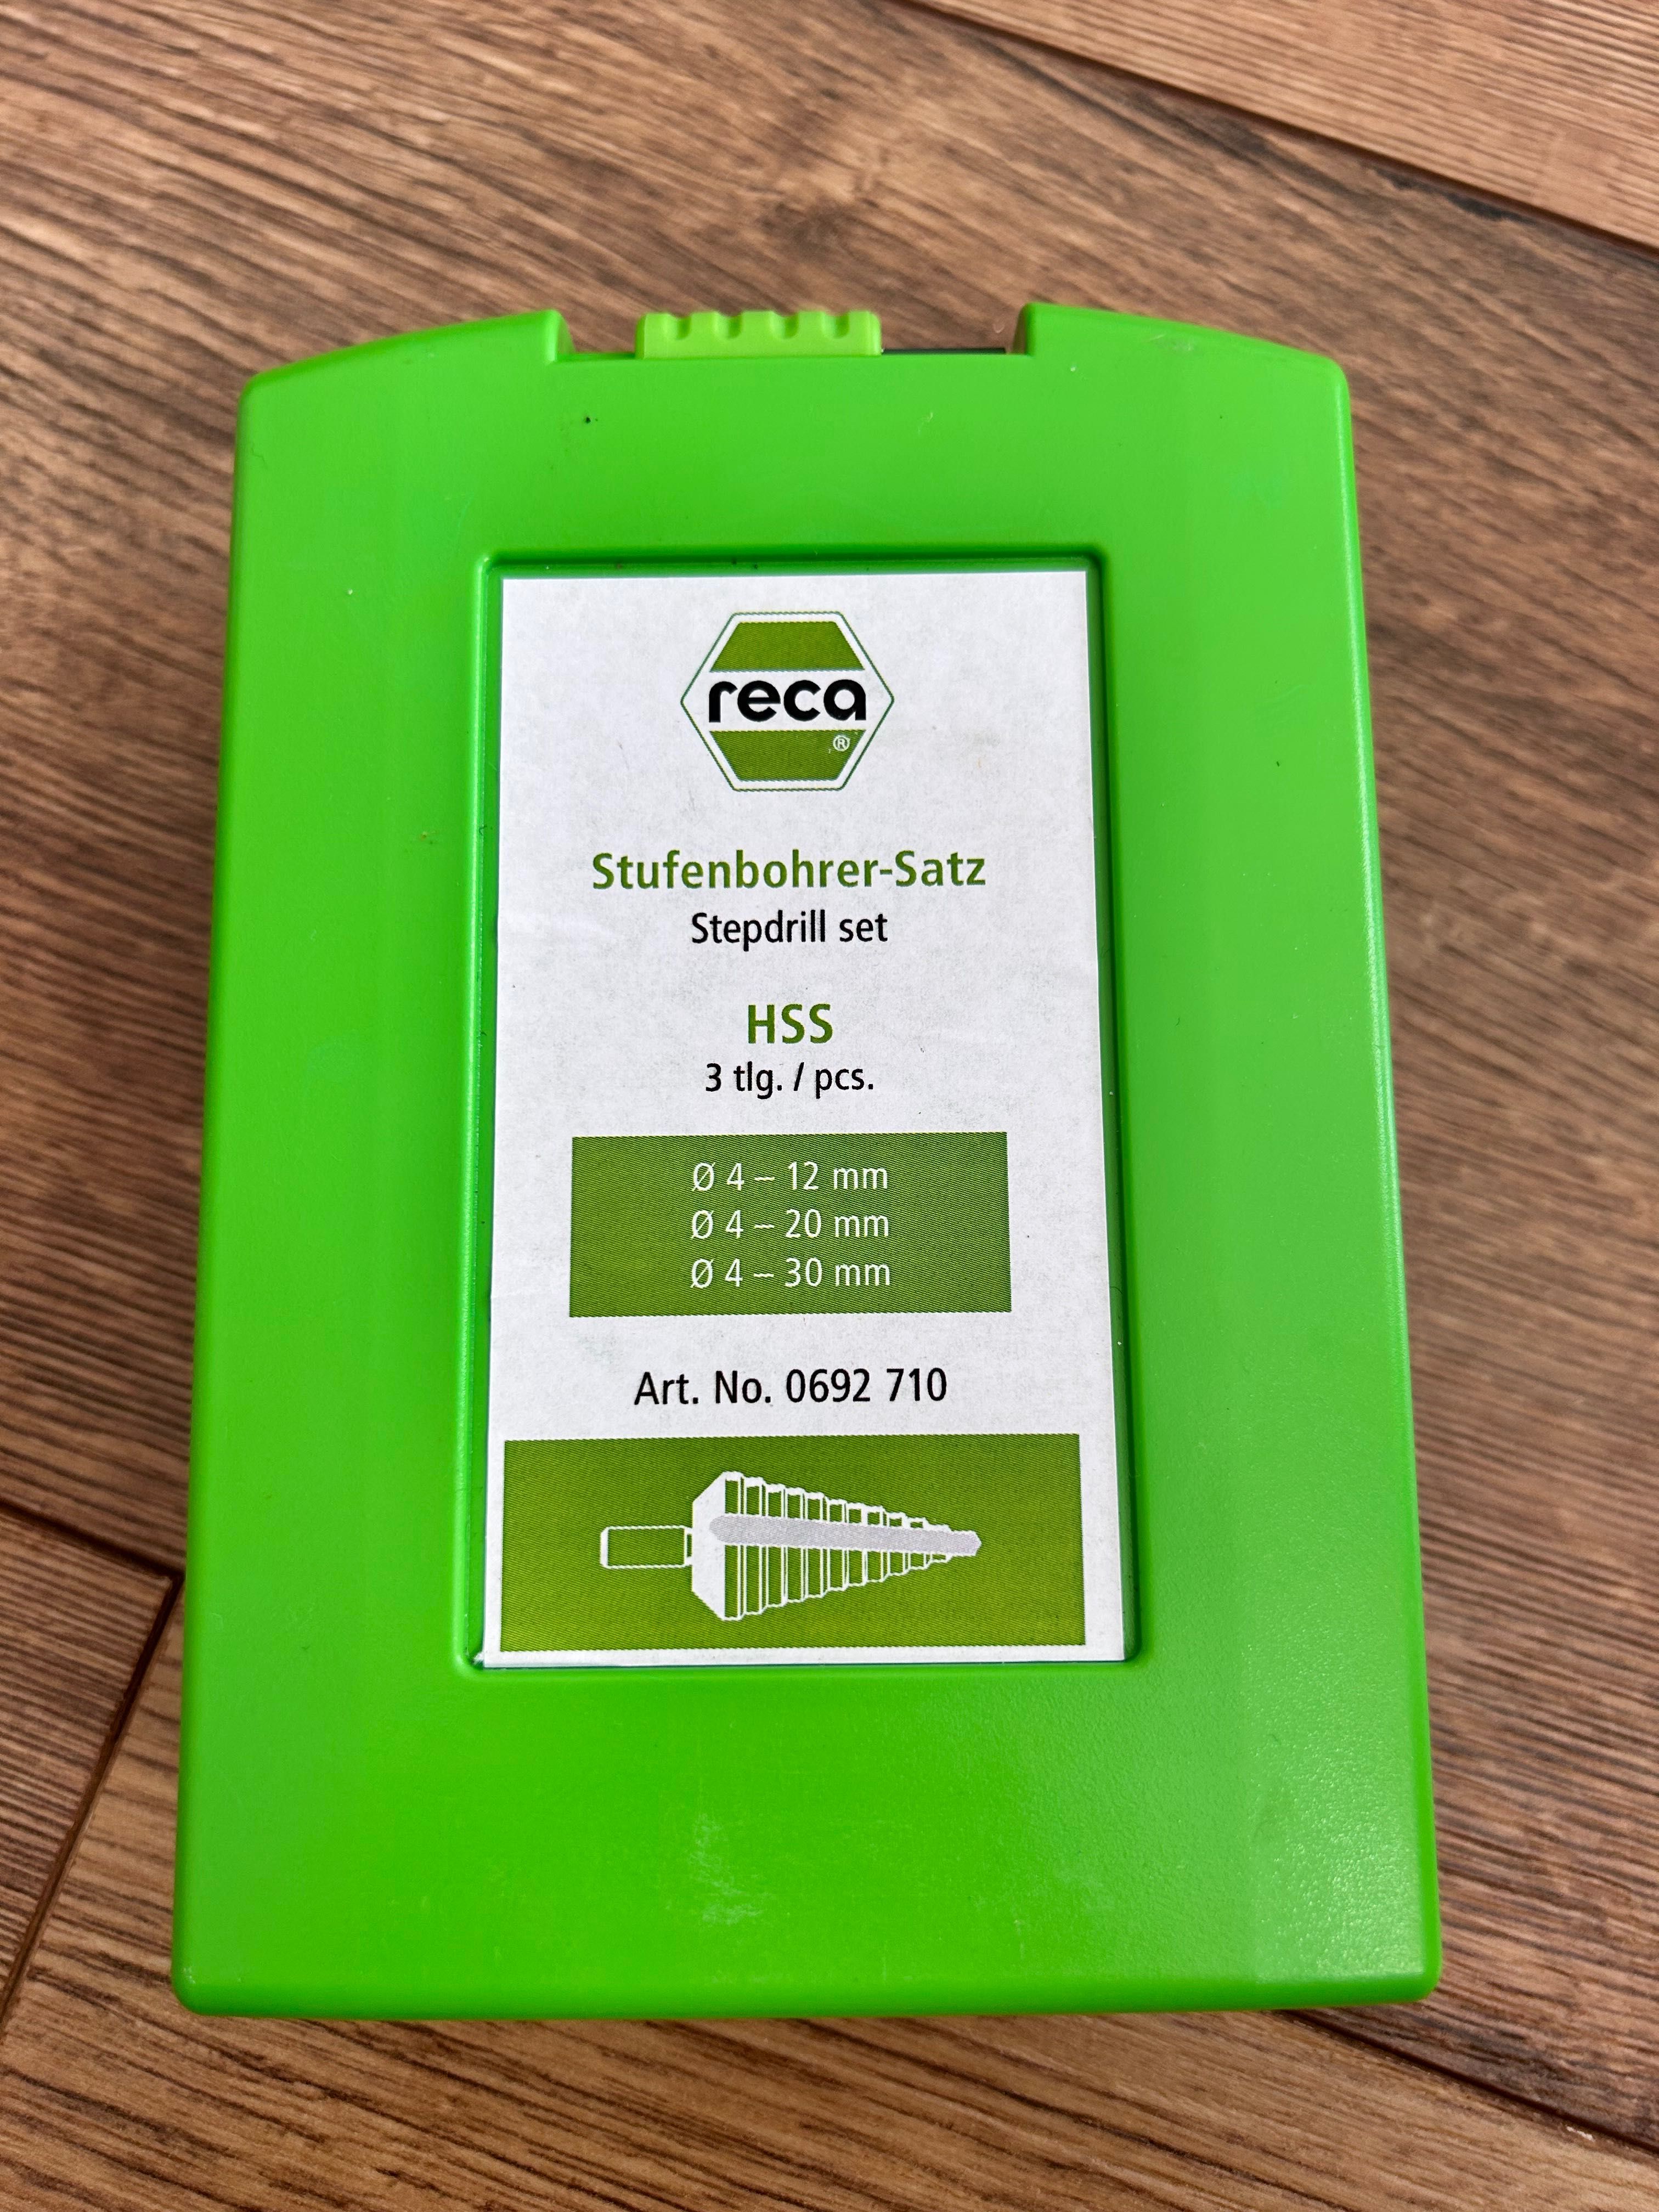 reca
®
Stufenbohrer-Satz
Stepdrill set
HSS
3 tlg. / pcs.
Ø 4 – 12 mm
Ø 4 – 20 mm
Ø 4 – 30 mm
Art. No. 0692 710